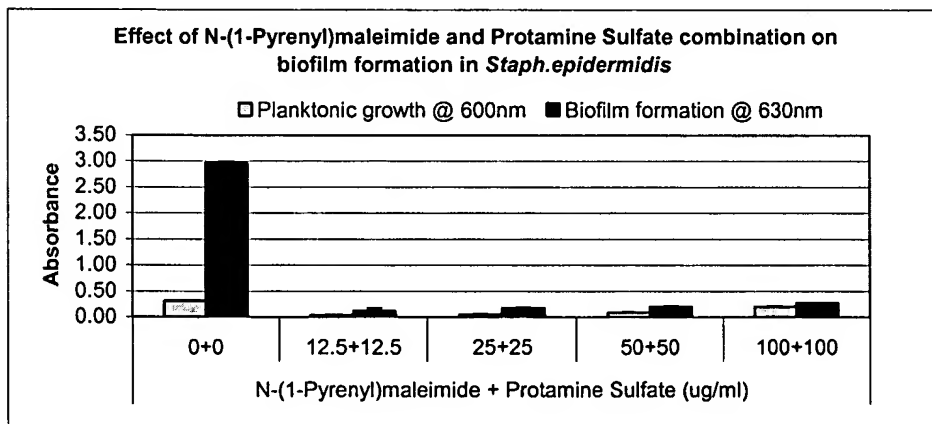 Effect of N-(1-Pyrenyl)maleimide and Protamine Sulfate combination on
biofilm formation in Staph.epidermidis
Planktonic growth @ 600nm Biofilm formation @ 630nm
3.50
3.00
2.50
2.00
1.50
1.00
0.50
0.00
Absorbance
0+0 12.5+12.5 25+25 50+50 100+100
N-(1-Pyrenyl)maleimide + Protamine Sulfate (ug/ml)